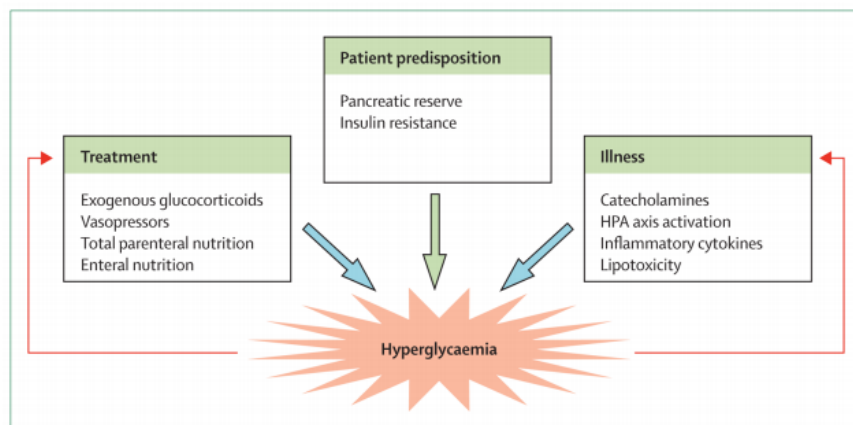 Patient predisposition
Pancreatic reserve
Insulin resistance
Treatment
Exogenous glucocorticoids
Vasopressors
Total parenteral nutrition
Enteral nutrition
Illness
Catecholamines
HPA axis activation
Inflammatory cytokines
Lipotoxicity
Hyperglycaemia